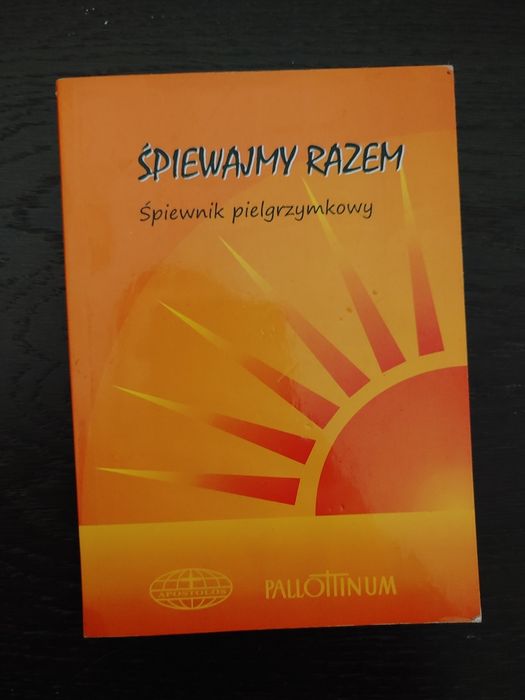 ŚPIEWAJMY RAZEM
Śpiewnik pielgrzymkowy
APOSTOLOS
PALLOTTINUM